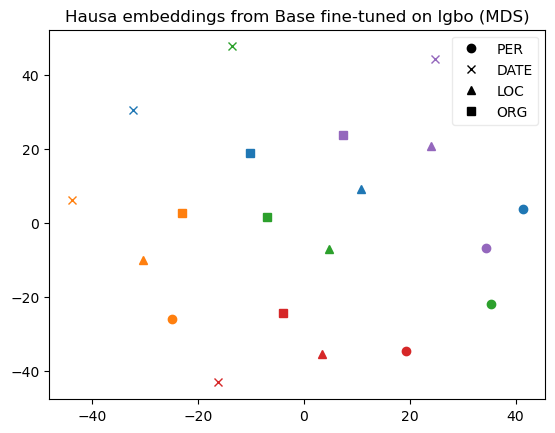 Hausa embeddings from Base fine-tuned on Igbo (MDS)
PER
DATE
LOC
ORG
40
20
0
−20
−40
−40
−20
0
20
40